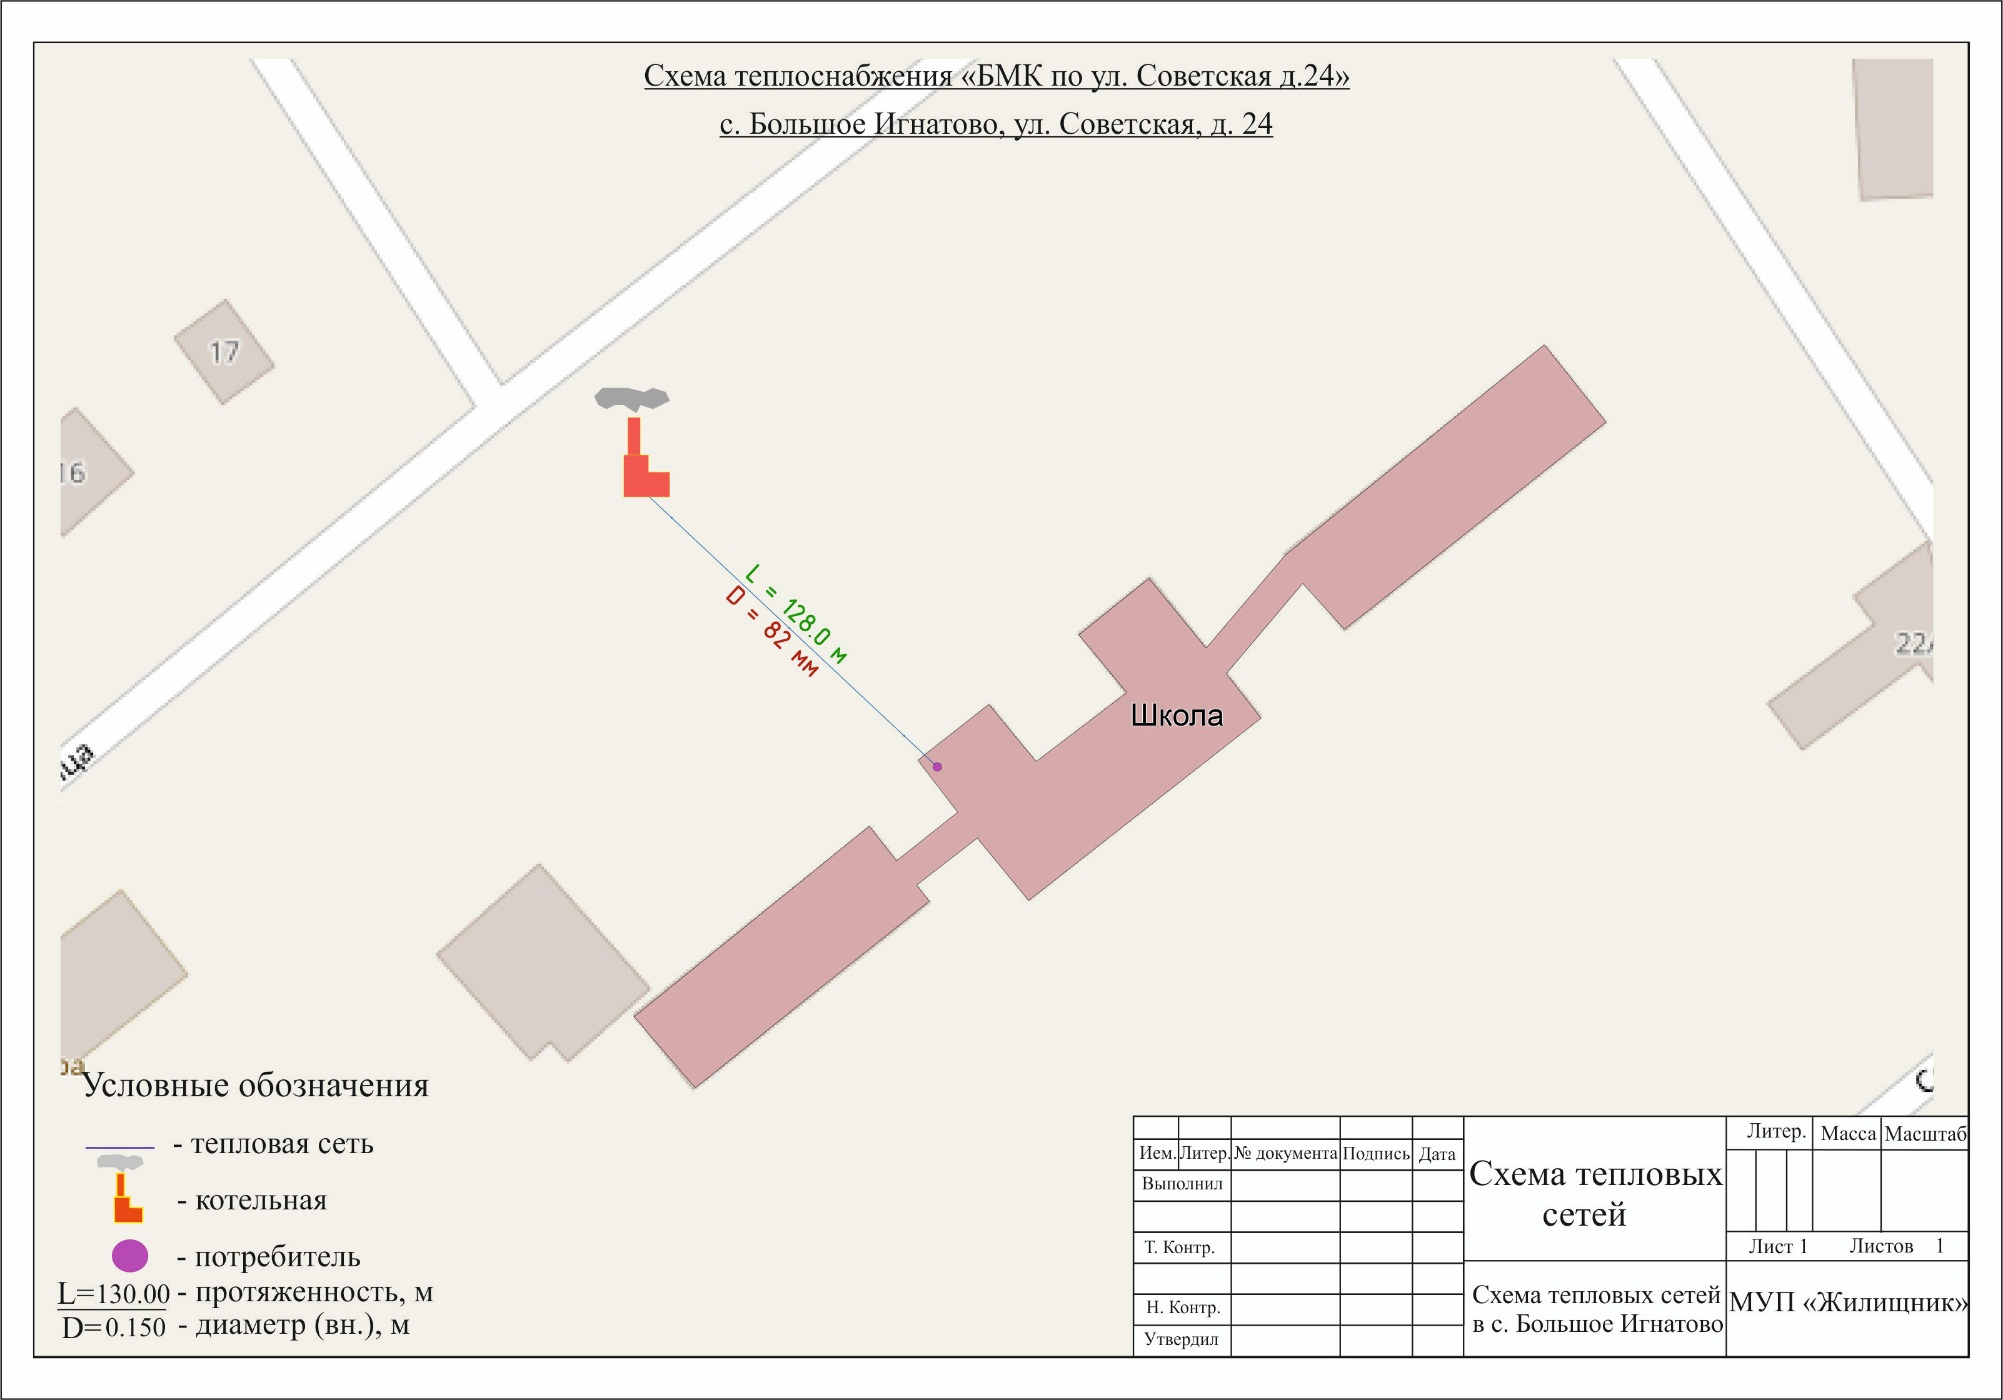 Схема теплоснабжения «БМК по ул. Советская д.24»
с. Большое Игнатово, ул. Советская, д. 24
17
16
L = 128.0 м
D = 82 мм
Школа
Условные обозначения
- тепловая сеть
- котельная
- потребитель
L=130.00 - протяженность, м
D=0.150 - диаметр (вн.), м
Ием. Литер. № документа Подпись Дата
Выполнил
Т. Контр.
Н. Контр.
Утвердил
Схема тепловых
сетей
Схема тепловых сетей
в с. Большое Игнатово
Литер. Масса Масштаб
Лист 1 Листов 1
МУП «Жилищник»